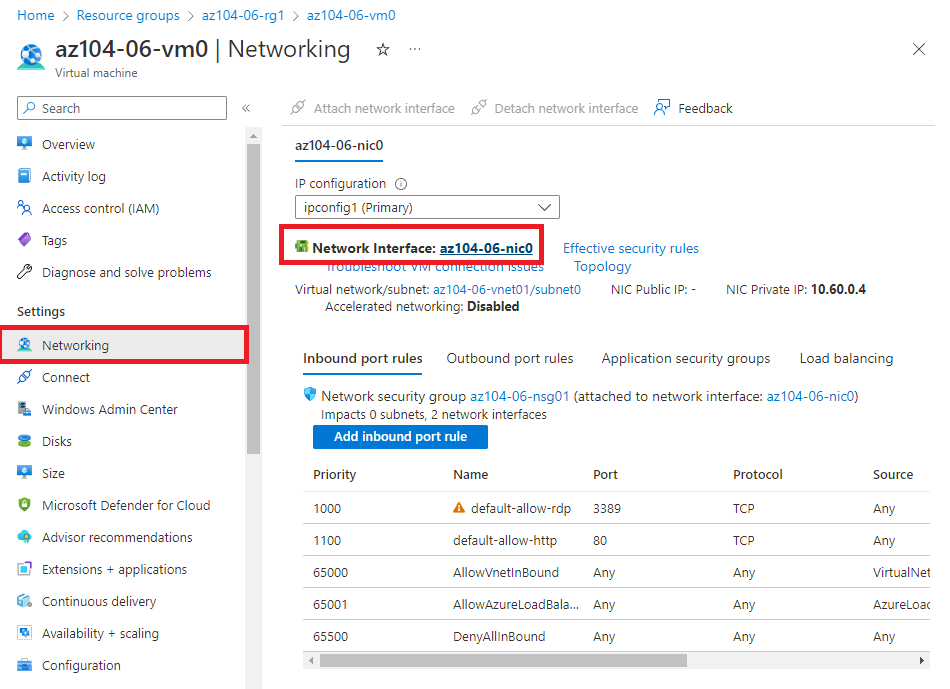 Home > Resource groups > az104-06-rg1 > az104-06-vm0
az104-06-vm0 | Networking ☆ ...
Virtual machine
Search «
Overview
Activity log
Access control (IAM)
Tags
Diagnose and solve problems
Settings
Networking
Connect
Windows Admin Center
Disks
Size
Microsoft Defender for Cloud
Advisor recommendations
Extensions + applications
Continuous delivery
Availability + scaling
Configuration
Attach network interface Detach network interface Feedback
az104-06-nic0
IP configuration
ipconfig1 (Primary)
Network Interface: az104-06-nic0 Effective security rules
Troubleshoot VM connection issues Topology
Virtual network/subnet: az104-06-vnet01/subnet0 NIC Public IP: - NIC Private IP: 10.60.0.4
Accelerated networking: Disabled
Inbound port rules Outbound port rules Application security groups Load balancing
Network security group az104-06-nsg01 (attached to network interface: az104-06-nic0)
Impacts 0 subnets, 2 network interfaces
Add inbound port rule
Priority Name Port Protocol Source
1000 default-allow-rdp 3389 TCP Any
1100 default-allow-http 80 TCP Any
65000 AllowVnetInBound Any Any VirtualNet
65001 AllowAzureLoadBala... Any Any AzureLoad
65500 DenyAllInBound Any Any Any